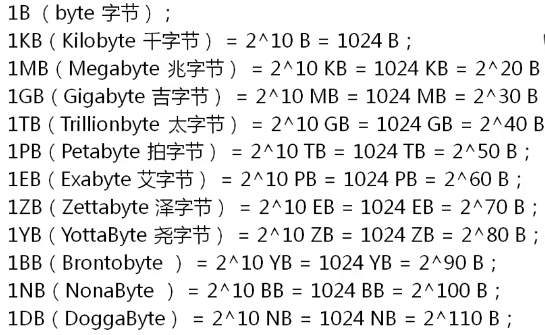 1B （byte 字节）;
1KB（Kilobyte 千字节） = 2^10 B = 1024 B ;
1MB（Megabyte 兆字节） = 2^10 KB = 1024 KB = 2^20 B
1GB（Gigabyte 吉字节） = 2^10 MB = 1024 MB = 2^30 B
1TB（Trillionbyte 太字节） = 2^10 GB = 1024 GB = 2^40 B
1PB（Petabyte 拍字节） = 2^10 TB = 1024 TB = 2^50 B ;
1EB（Exabyte 艾字节） = 2^10 PB = 1024 PB = 2^60 B ;
1ZB（Zettabyte 泽字节） = 2^10 EB = 1024 EB = 2^70 B ;
1YB（YottaByte 尧字节） = 2^10 ZB = 1024 ZB = 2^80 B ;
1BB（Brontobyte ） = 2^10 YB = 1024 YB = 2^90 B ;
1NB（NonaByte ） = 2^10 BB = 1024 BB = 2^100 B ;
1DB（DoggaByte） = 2^10 NB = 1024 NB = 2^110 B ;